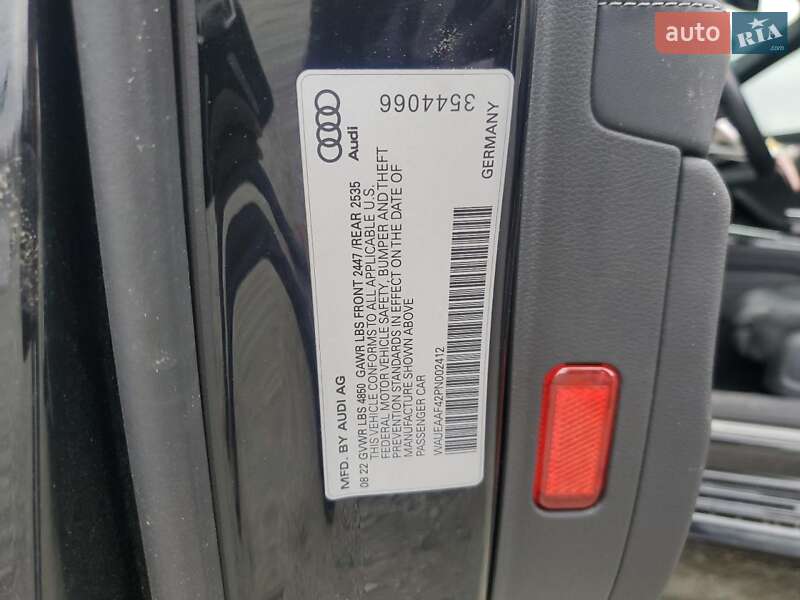 auto RIA
.com
3544066
Audi
GERMANY
MFD. BY AUDI AG
08 22 GVWR LBS 4850 GAWR LBS FRONT 2447/REAR 2535
THIS VEHICLE CONFORMS TO ALL APPLICABLE U.S.
FEDERAL MOTOR VEHICLE SAFETY, BUMPER AND THEFT
PREVENTION STANDARDS IN EFFECT ON THE DATE OF
MANUFACTURE SHOWN ABOVE
PASSENGER CAR
WAUEAAF42PN002412